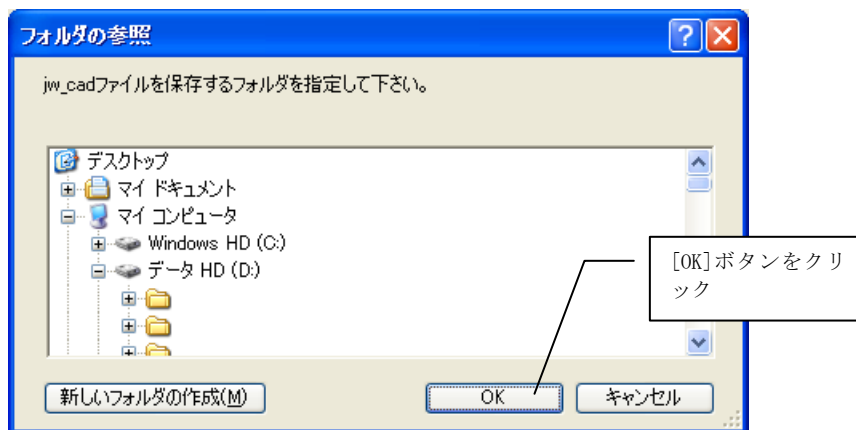 フォルダの参照
jw_cadファイルを保存するフォルダを指定して下さい。
デスクトップ
マイ ドキュメント
マイ コンピュータ
Windows HD (C:)
データ HD (D:)
[OK]ボタンをクリ
ック
新しいフォルダの作成(M)
OK
キャンセル